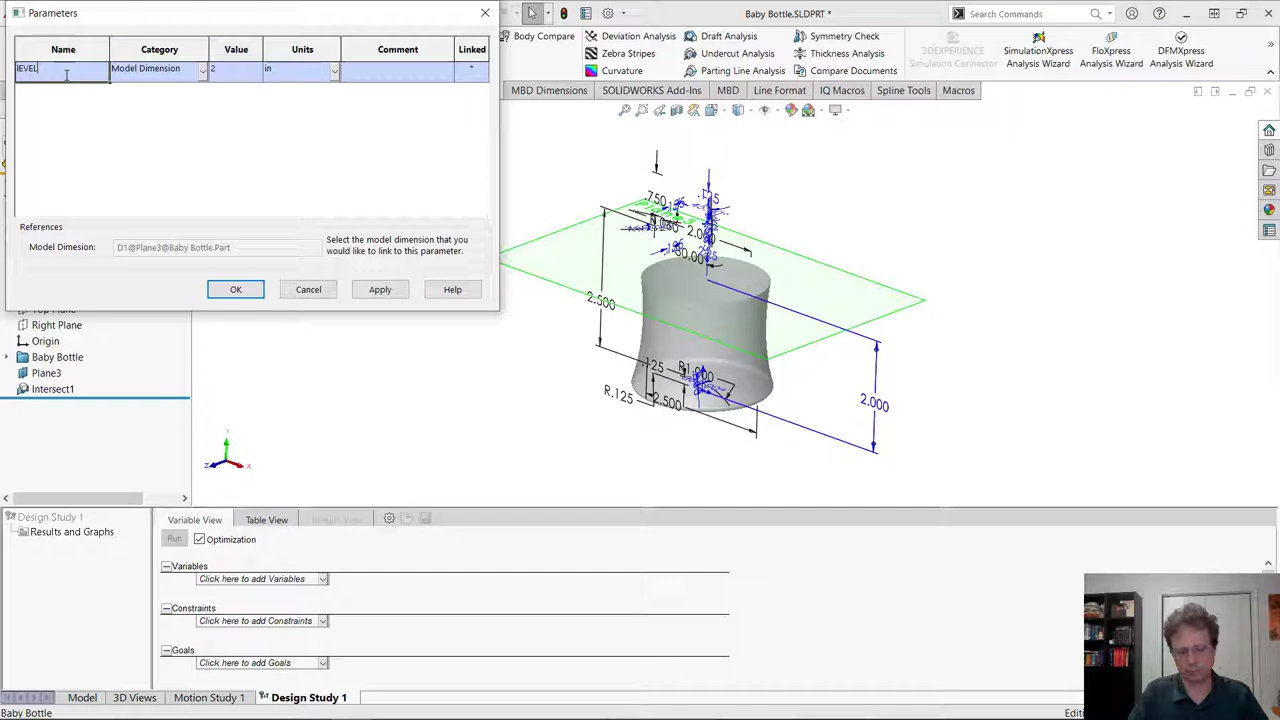 Parameters
Baby Bottle.SLDPRT *
Search Commands
Name Category Value Units Comment Linked
lEVEL Model Dimension 2 in *
Body Compare Deviation Analysis Draft Analysis Symmetry Check
Zebra Stripes Undercut Analysis Thickness Analysis
Curvature Parting Line Analysis Compare Documents
3DEXPERIENCE Simulation Connector SimulationXpress Analysis Wizard FloXpress Analysis Wizard DFMXpress Analysis Wizard
MBD Dimensions SOLIDWORKS Add-Ins MBD Line Format IQ Macros Spline Tools Macros
References
Model Dimesion: D1@Plane3@Baby Bottle.Part
Select the model dimension that you
would like to link to this parameter.
OK Cancel Apply Help
Right Plane
Origin
Baby Bottle
Plane3
Intersect1
.750
2.500
.125
R1.000
R.125
2.500
2.000
Y
Z
X
Design Study 1
Results and Graphs
Variable View Table View
Run Optimization
Variables
Click here to add Variables
Constraints
Click here to add Constraints
Goals
Click here to add Goals
Model 3D Views Motion Study 1 Design Study 1
Baby Bottle